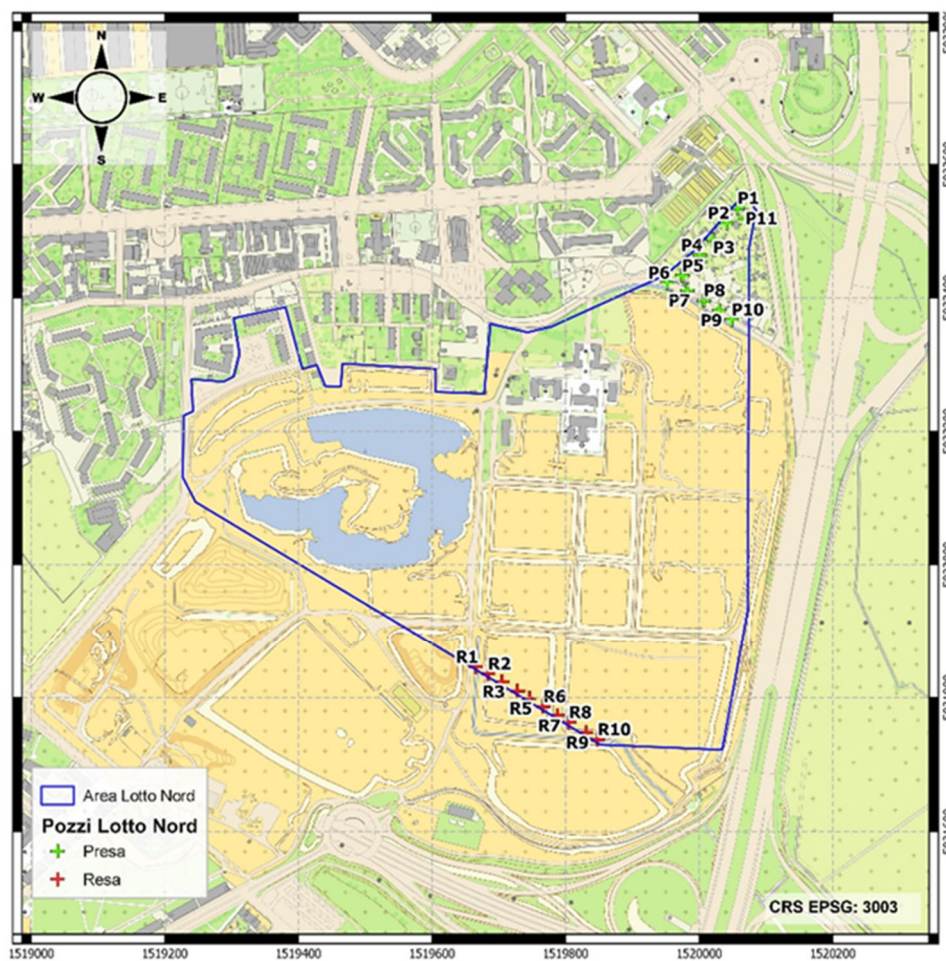 N
W E
S
P1
P2 P11
P4 P3
P6 P5
P8
P7
P10
P9
R1 R2
R3
R6
R5
R8
R7
R10
R9
Area Lotto Nord
Pozzi Lotto Nord
Presa
Resa
CRS EPSG: 3003
1519000 1519200 1519400 1519600 1519800 1520000 1520200